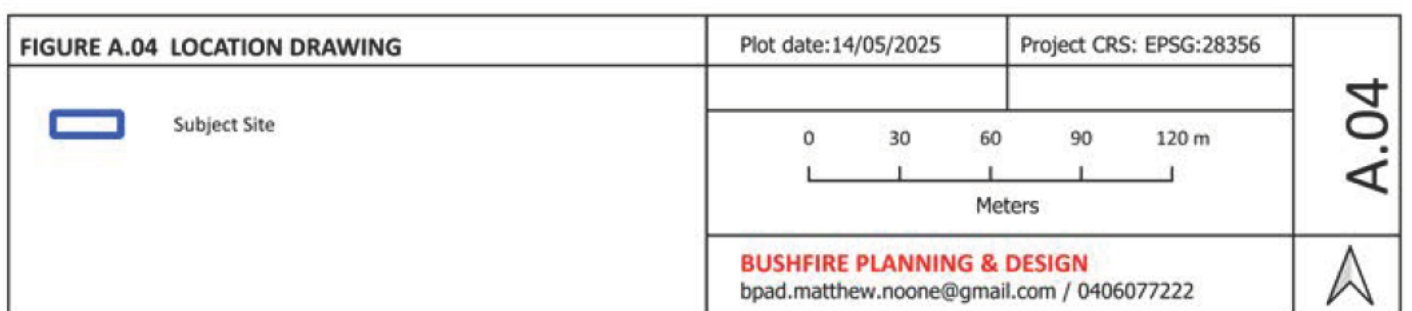 FIGURE A.04 LOCATION DRAWING
Plot date:14/05/2025
Project CRS: EPSG:28356
A.04
Subject Site
0 30 60 90 120 m
Meters
BUSHFIRE PLANNING & DESIGN
bpad.matthew.noone@gmail.com / 0406077222